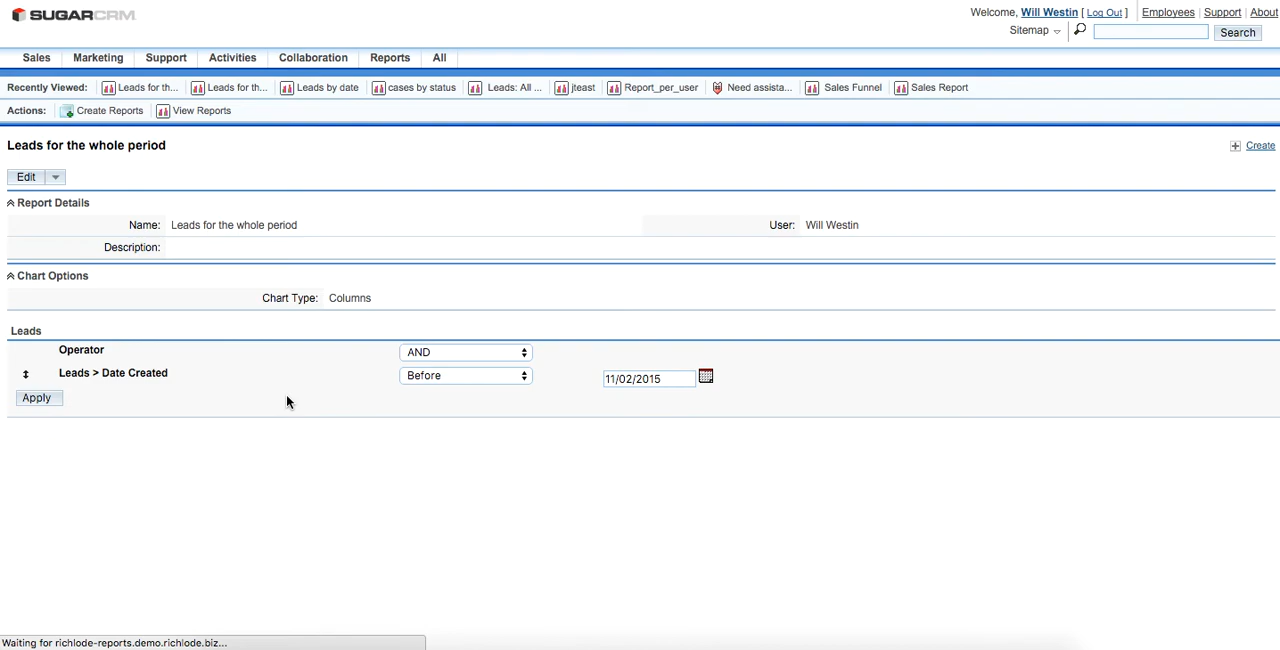 SUGARCRM
Welcome, Will Westin [ Log Out ] | Employees | Support | About
Sitemap Search
Sales Marketing Support Activities Collaboration Reports All
Recently Viewed: Leads for th... Leads for th... Leads by date cases by status Leads: All ... jteast Report_per_user Need assista... Sales Funnel Sales Report
Actions: Create Reports View Reports
Leads for the whole period Create
Edit
Report Details
Name: Leads for the whole period User: Will Westin
Description:
Chart Options
Chart Type: Columns
Leads
Operator AND
Leads > Date Created Before 11/02/2015
Apply
Waiting for richlode-reports.demo.richlode.biz...